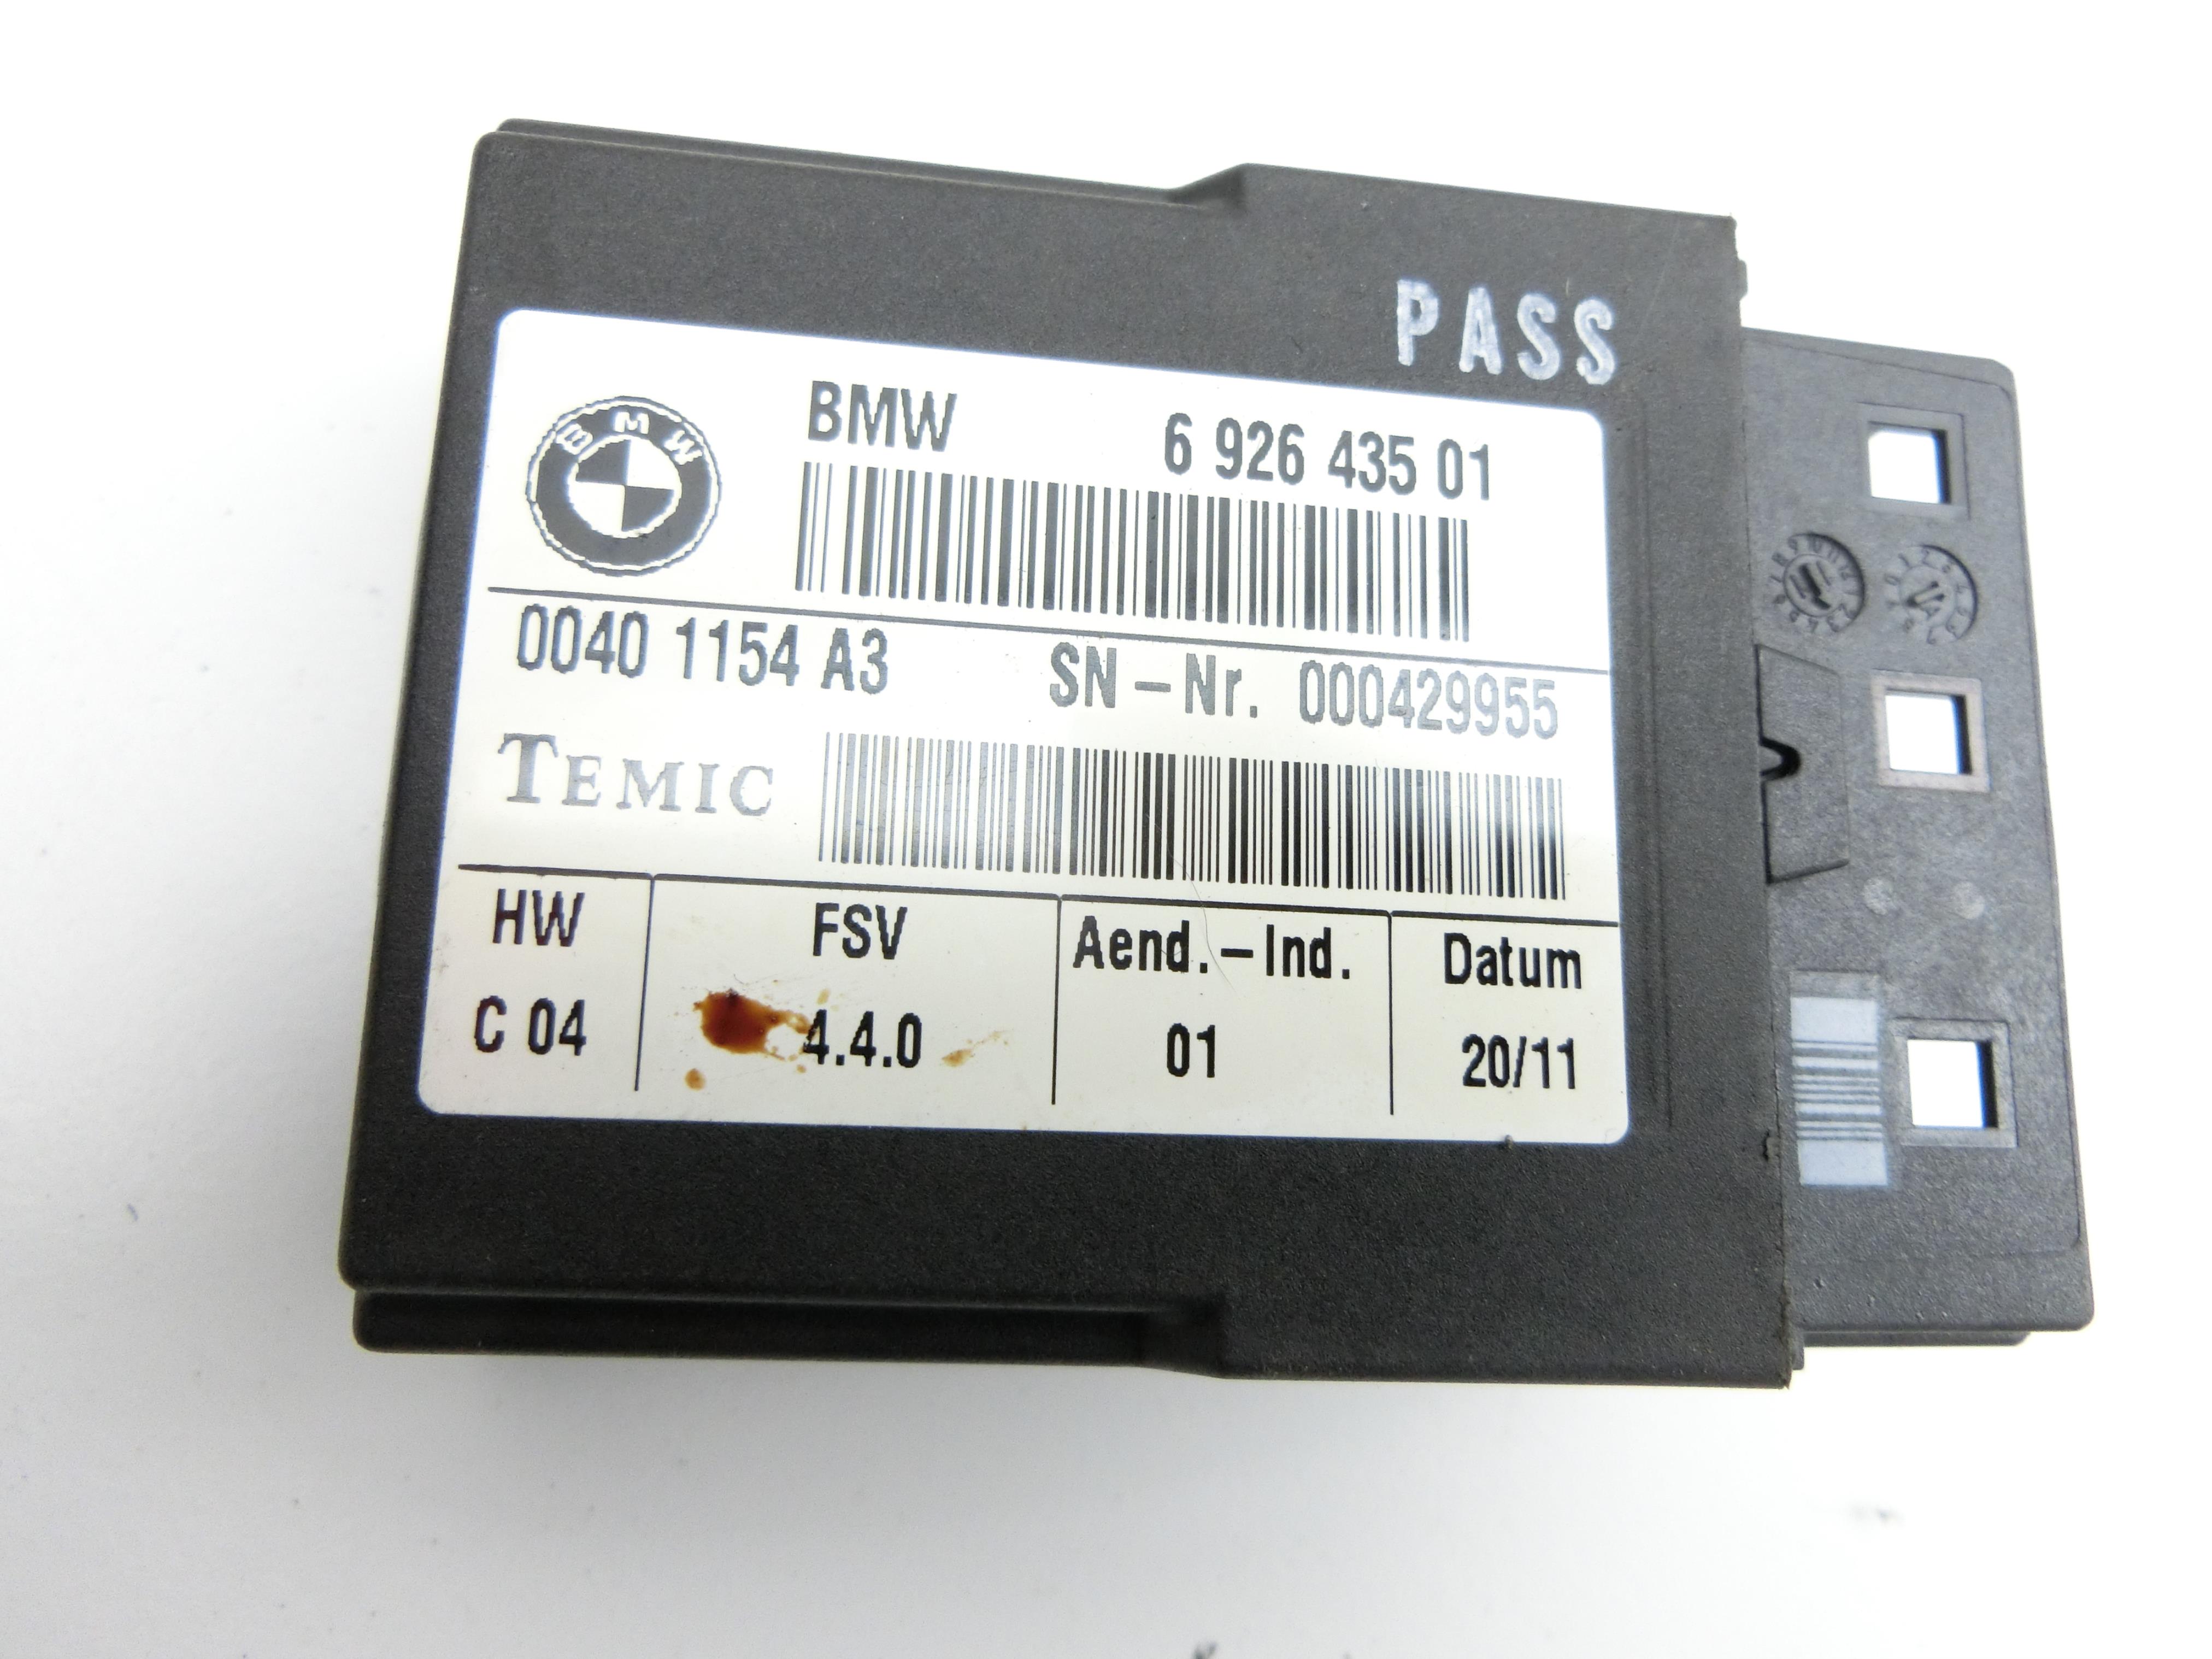 PASS
BMW
BMW 6 926 435 01
0040 1154 A3 SN-Nr. 000429955
TEMIC
HW FSV Aend.-Ind. Datum
C 04 4.4.0 01 20/11